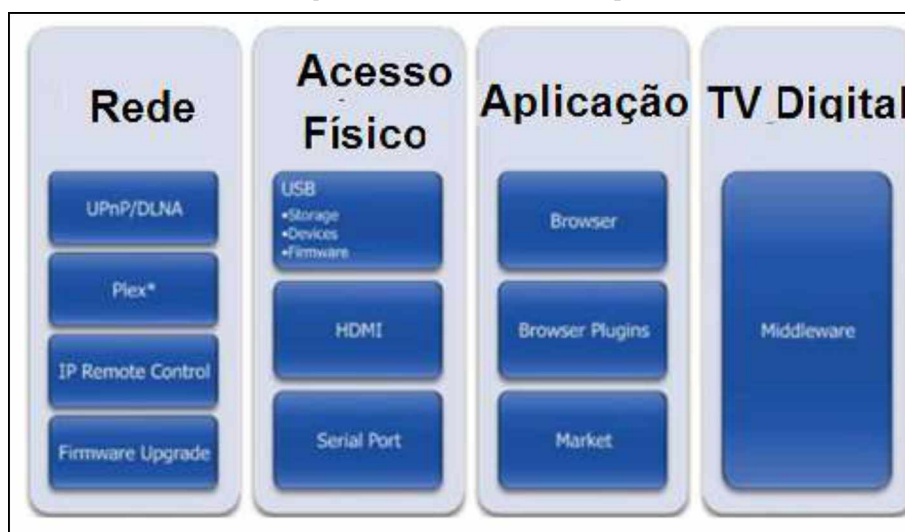 Rede
UPnP/DLNA
Plex*
IP Remote Control
Firmware Upgrade
Acesso
Físico
USB
•Storage
•Devices
•Firmware
HDMI
Serial Port
Aplicação
Browser
Browser Plugins
Market
TV Digital
Middleware